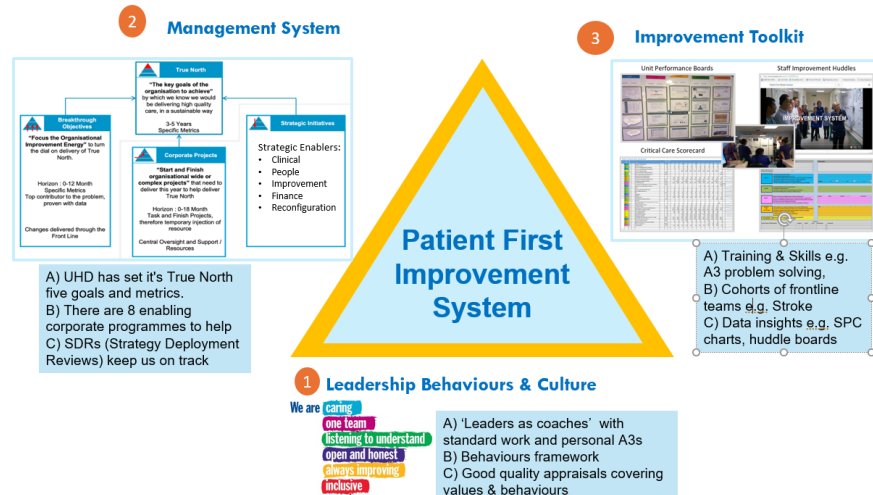 2
Management System
True North
"The key goals of the
organisation to achieve"
by which we know we would
be delivering high quality
care, in a sustainable way
3-5 Years
Specific Metrics
Breakthrough
Objectives
"Focus the Organisational
Improvement Energy" to turn
the dial on delivery of True
North.
Horizon : 0-12 Month
Specific Metrics
Top contributor to the problem,
proven with data
Changes delivered through the
Front Line
Corporate Projects
"Start and Finish
organisational wide or
complex projects" that need to
deliver this year to help deliver
True North
Horizon : 0-18 Month
Task and Finish Projects,
therefore temporary injection of
resource
Central Oversight and Support /
Resources
Strategic Initiatives
Strategic Enablers:
• Clinical
• People
• Improvement
• Finance
• Reconfiguration
A) UHD has set it's True North
five goals and metrics.
B) There are 8 enabling
corporate programmes to help
C) SDRs (Strategy Deployment
Reviews) keep us on track
Patient First
Improvement
System
3
Improvement Toolkit
Unit Performance Boards
Staff Improvement Huddles
IMPROVEMENT SYSTEM
Critical Care Scorecard
A) Training & Skills e.g.
A3 problem solving,
B) Cohorts of frontline
teams e.g. Stroke
C) Data insights e.g. SPC
charts, huddle boards
1
Leadership Behaviours & Culture
We are caring
one team
listening to understand
open and honest
always improving
inclusive
A) 'Leaders as coaches' with
standard work and personal A3s
B) Behaviours framework
C) Good quality appraisals covering
values & behaviours